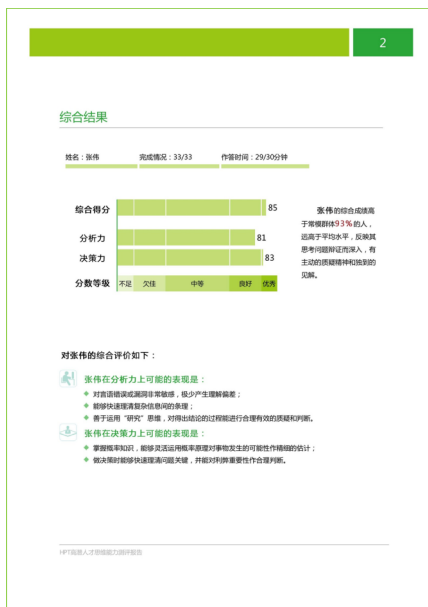 2
综合结果
姓名：张伟 完成情况：33/33 作答时间：29/30分钟
综合得分 85
分析力 81
决策力 83
分数等级 不足 欠佳 中等 良好 优秀
张伟的综合成绩高
于常模群体93%的人，
远高于平均水平，反映其
思考问题辩证而深入，有
主动的质疑精神和独到的
见解。
对张伟的综合评价如下：
张伟在分析力上可能的表现是：
对言语错误或漏洞非常敏感，极少产生理解偏差；
能够快速理清复杂信息间的条理；
善于运用“研究”思维，对得出结论的过程能进行合理有效的质疑和判断。
张伟在决策力上可能的表现是：
掌握概率知识，能够灵活运用概率原理对事物发生的可能性作精细的估计；
做决策时能够快速理清问题关键，并能对利弊重要性作合理判断。
HPT高潜人才思维能力测评报告